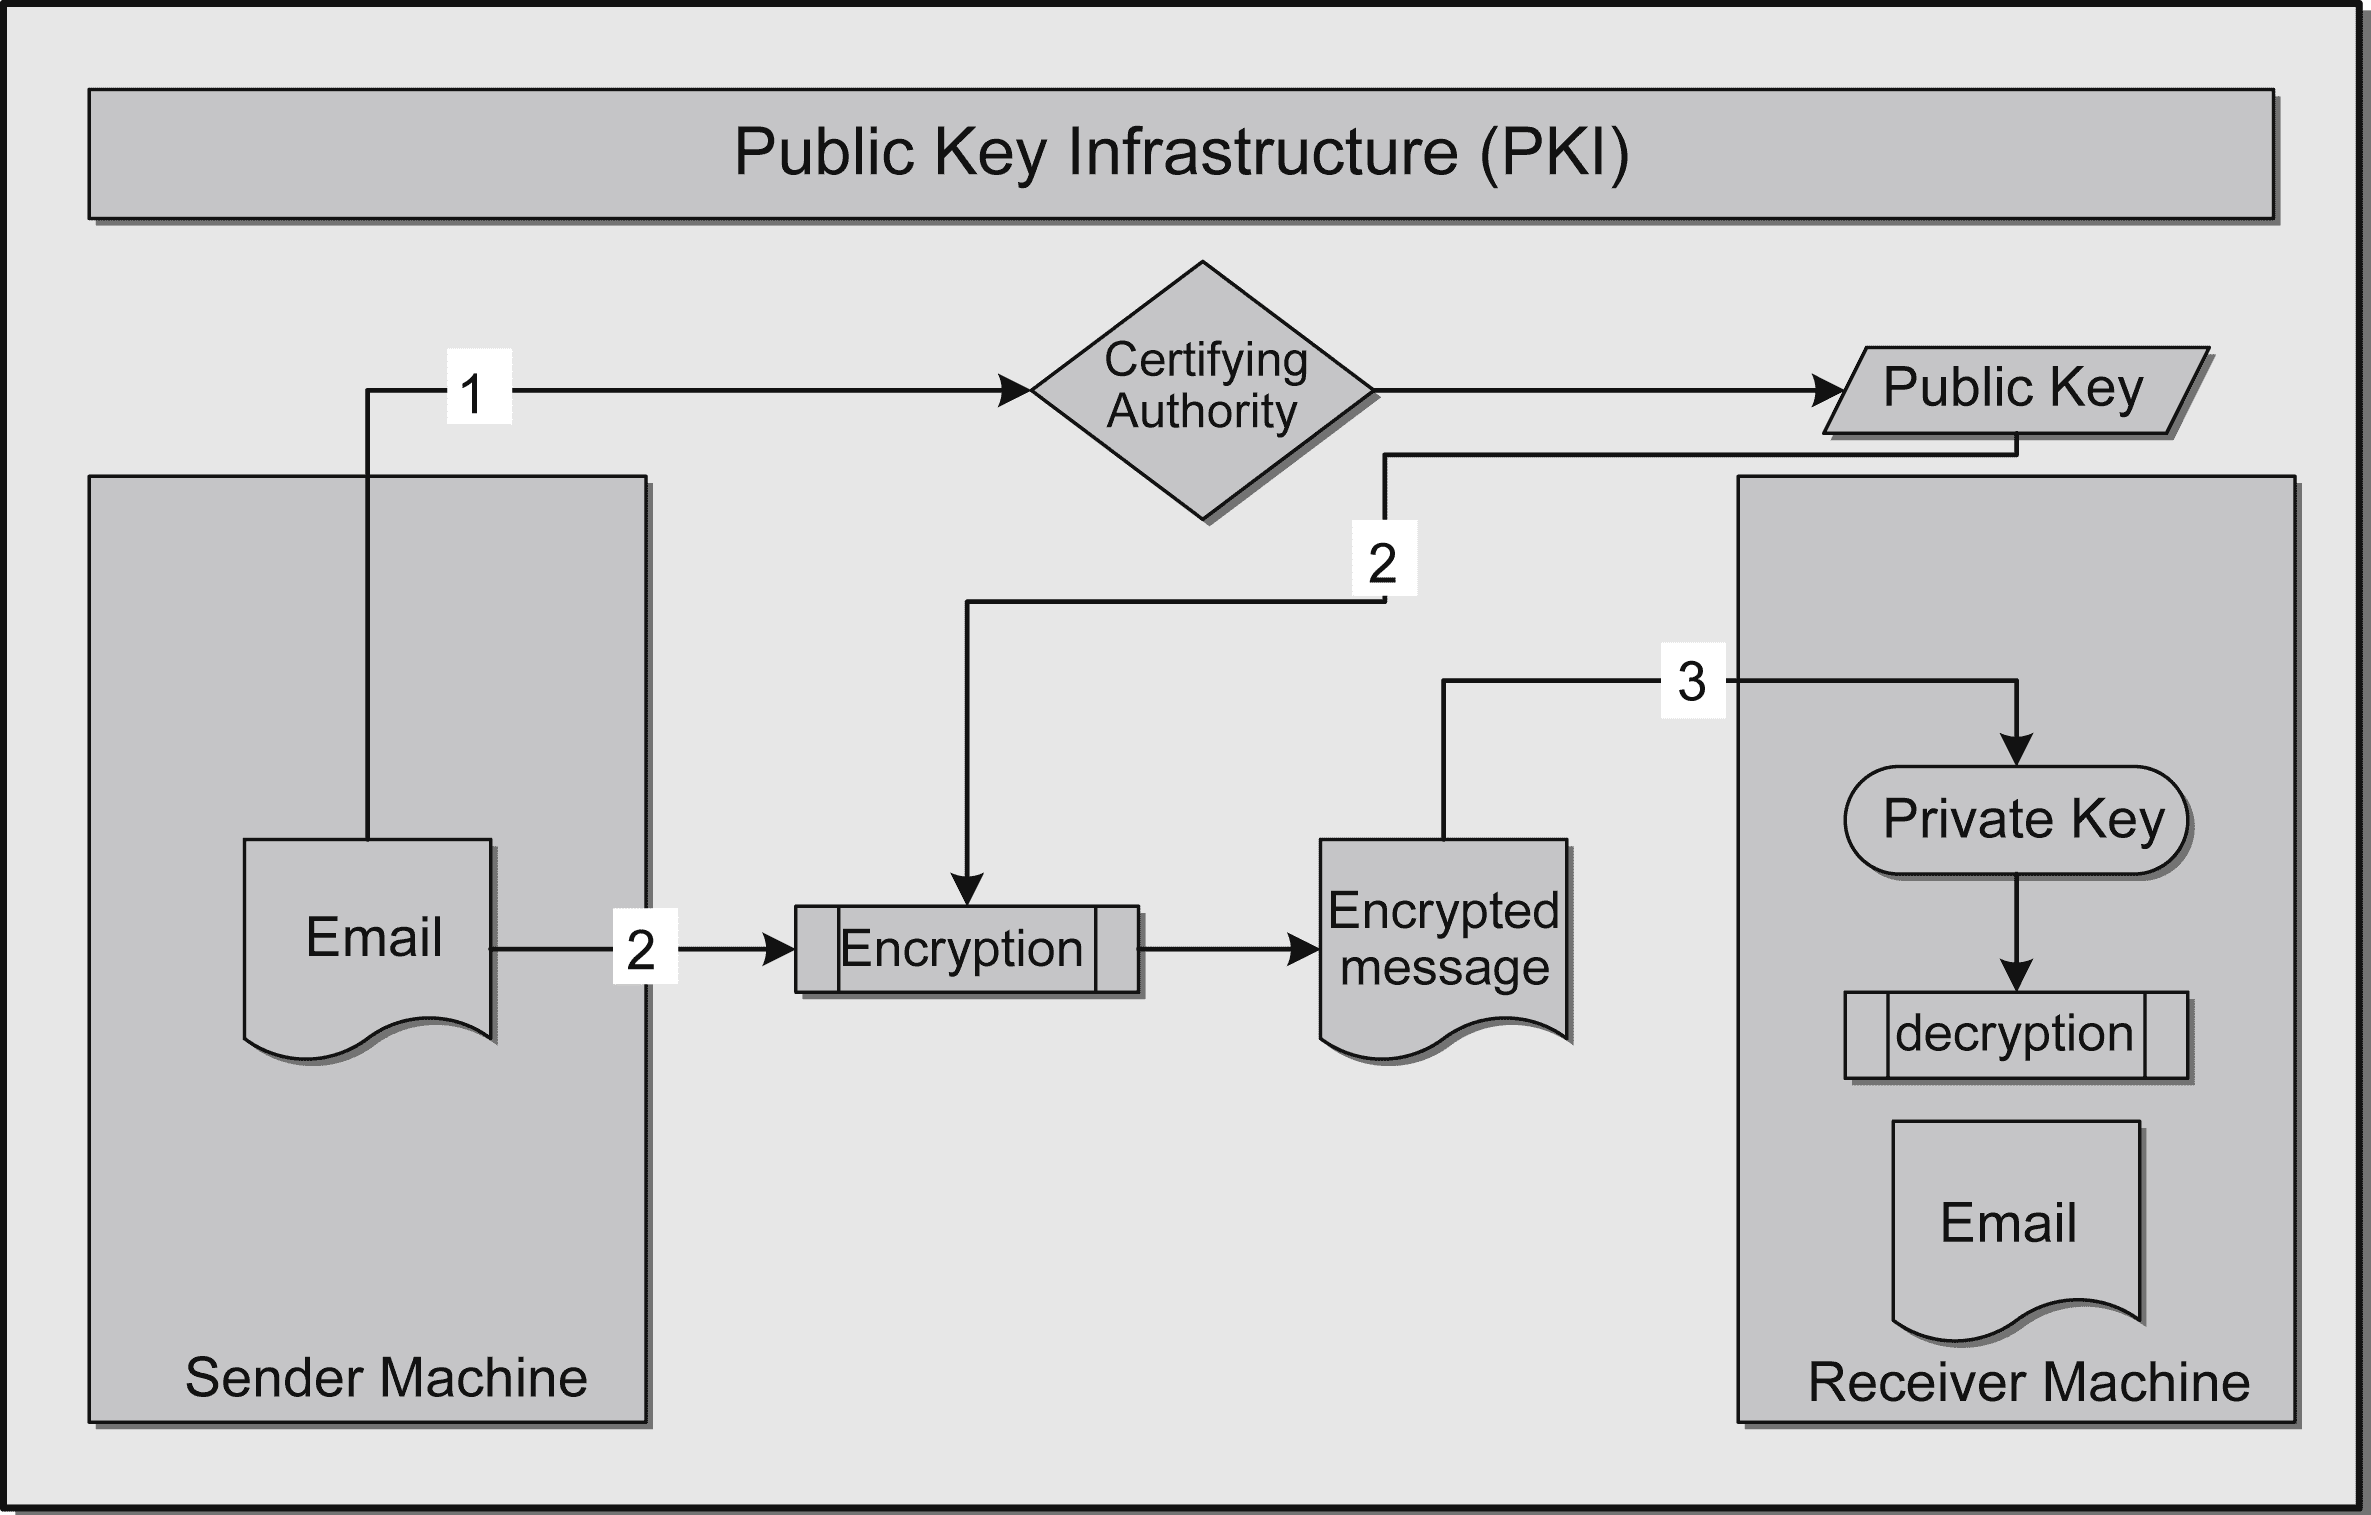 Public Key Infrastructure (PKI)
Certifying
Authority
Public Key
1
2
3
Private Key
Email
2
Encryption
Encrypted
message
decryption
Email
Sender Machine
Receiver Machine